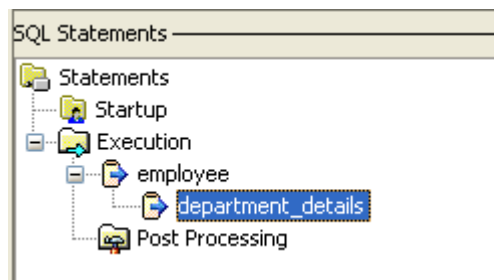 SQL Statements
Statements
Startup
Execution
employee
department_details
Post Processing